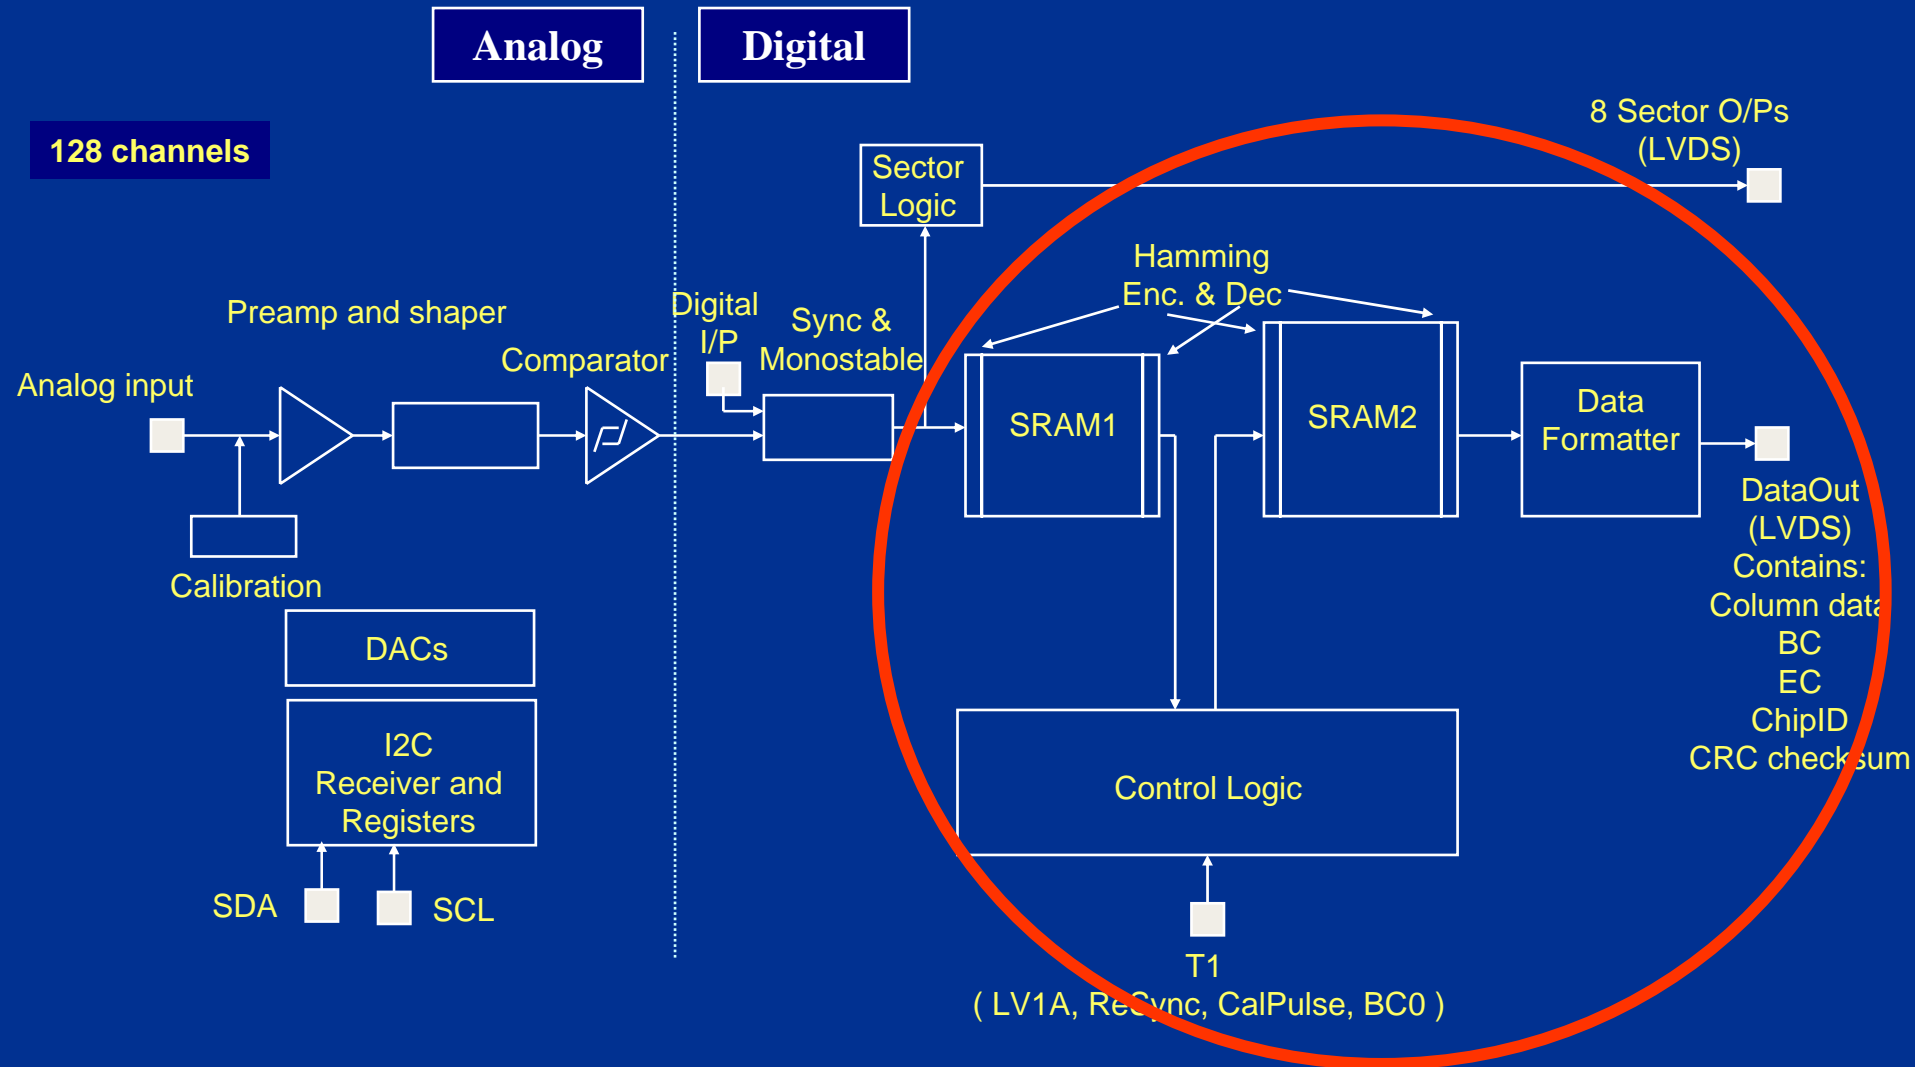 Analog
Digital
128 channels
8 Sector O/Ps
(LVDS)
Sector
Logic
Hamming
Enc. & Dec
Preamp and shaper
Digital
I/P
Sync &
Monostable
Comparator
Analog input
SRAM1
SRAM2
Data
Formatter
DataOut
(LVDS)
Contains:
Column data
BC
EC
ChipID
CRC checksum
Calibration
DACs
I2C
Receiver and
Registers
Control Logic
SDA
SCL
T1
( LV1A, ReSync, CalPulse, BC0 )